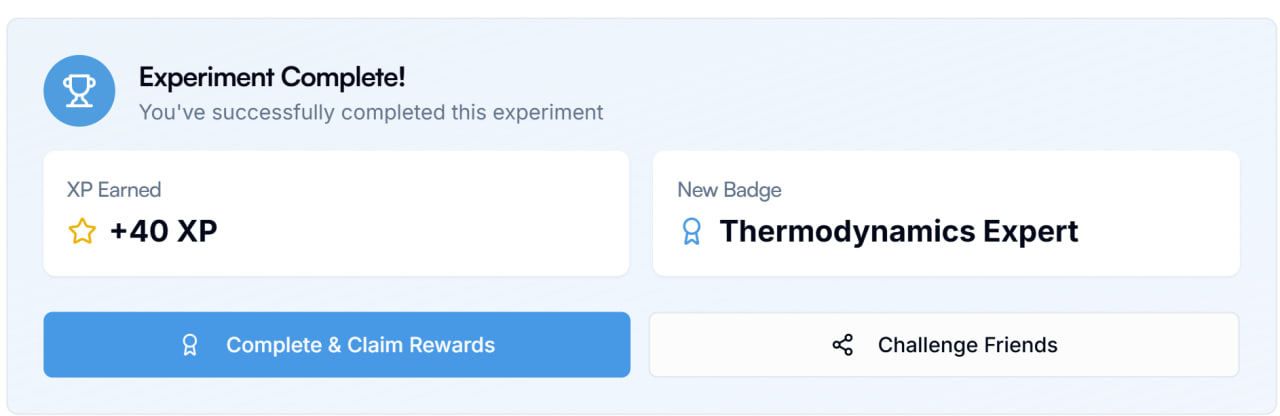 Experiment Complete!
You've successfully completed this experiment
XP Earned
+40 XP
New Badge
Thermodynamics Expert
Complete & Claim Rewards
Challenge Friends